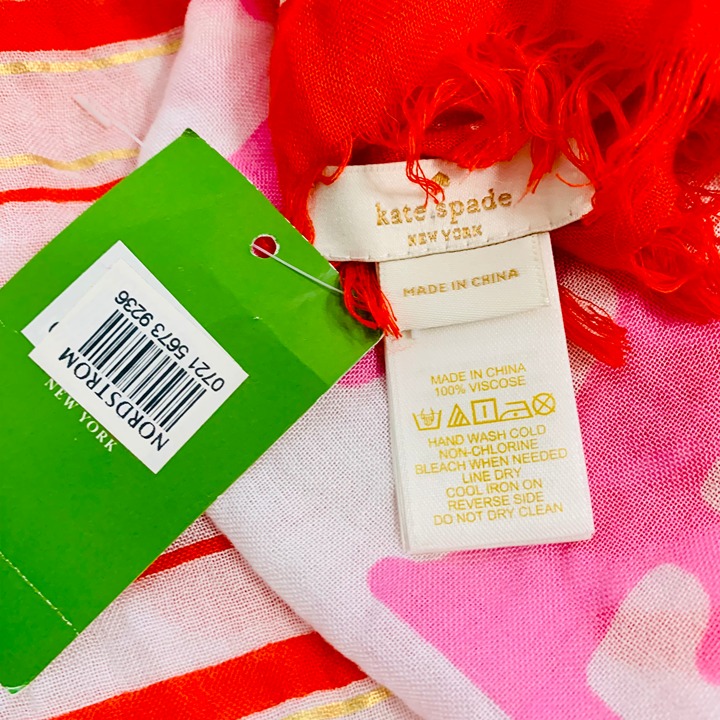 kate spade
NEW YORK
MADE IN CHINA
MADE IN CHINA
100% VISCOSE
HAND WASH COLD
NON-CHLORINE
BLEACH WHEN NEEDED
LINE DRY
COOL IRON ON
REVERSE SIDE
DO NOT DRY CLEAN
0721 5673 9236
NORDSTROM
NEW YORK